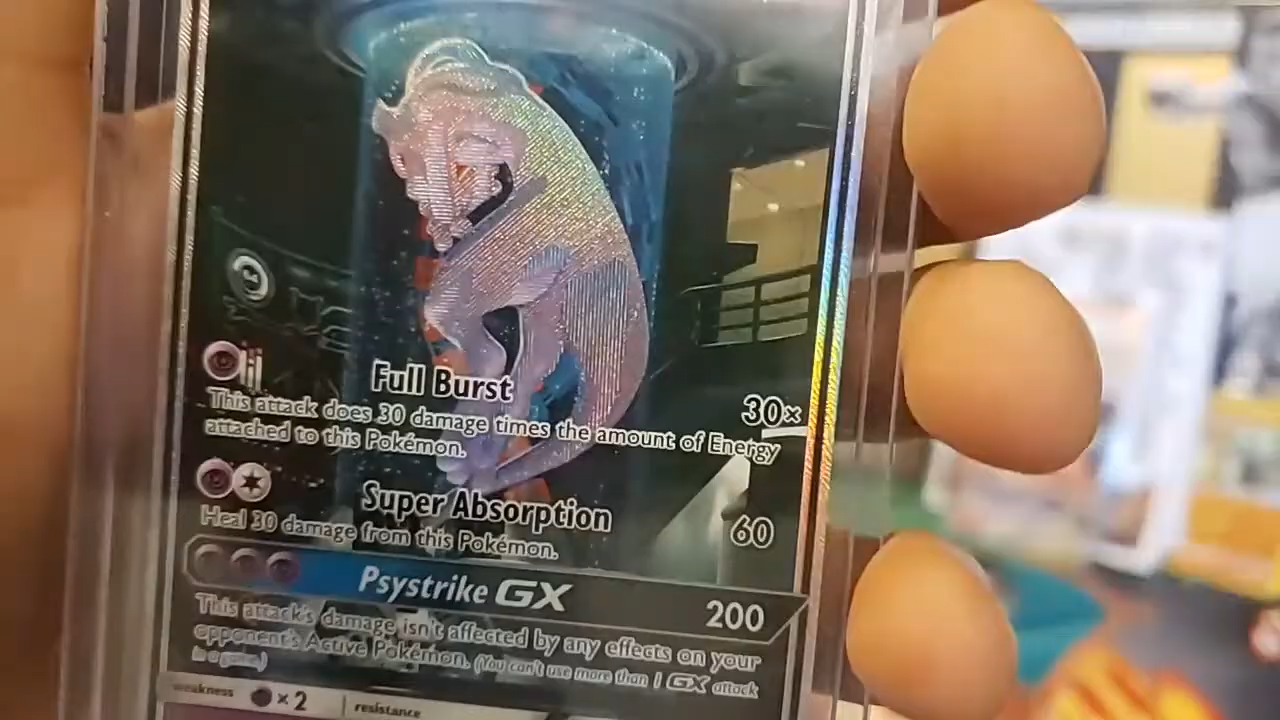 Full Burst
30×
This attack does 30 damage times the amount of Energy
attached to this Pokémon.
Super Absorption
60
Heal 30 damage from this Pokémon.
Psystrike GX
200
This attack's damage isn't affected by any effects on your
opponent's Active Pokémon. (You can't use more than 1 GX attack
in a game.)
weakness ×2 resistance